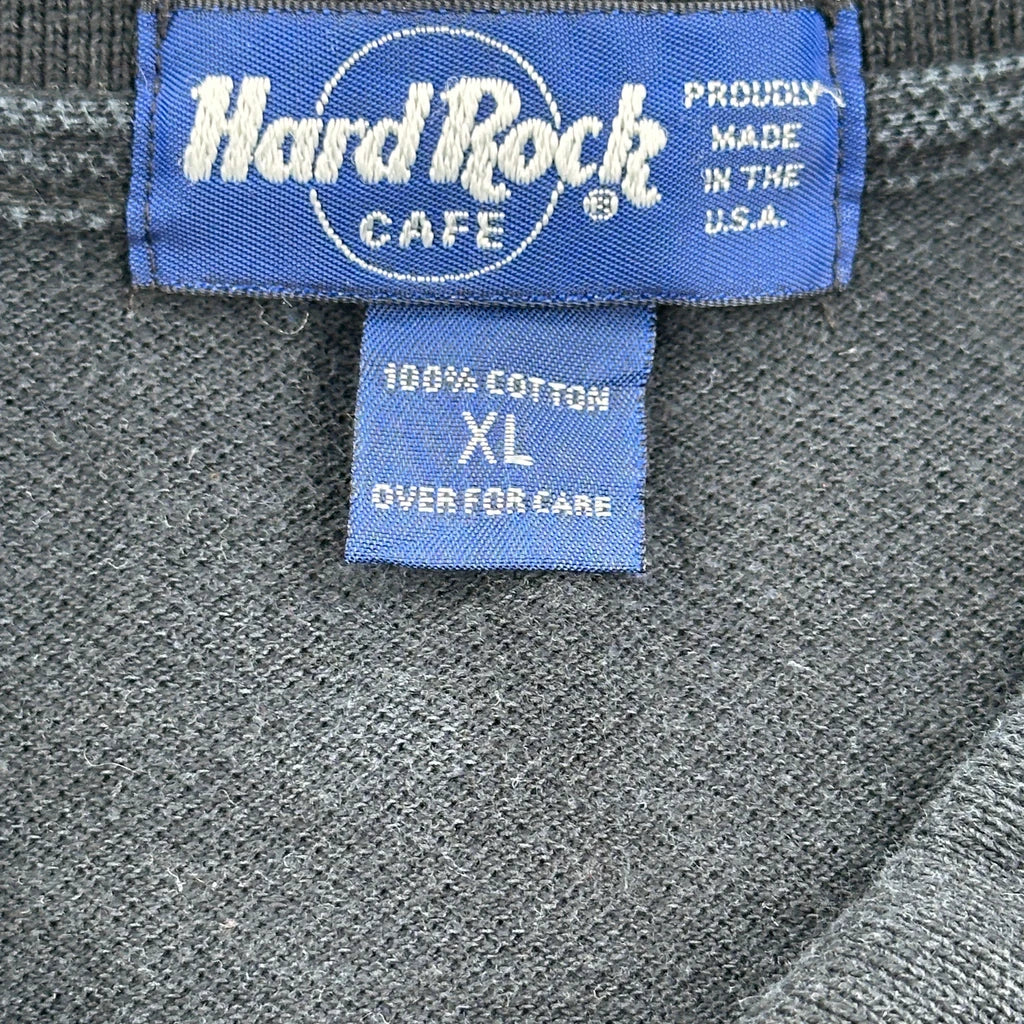 Hard Rock
CAFE
®
PROUDLY
MADE
IN THE
U.S.A.
100% COTTON
XL
OVER FOR CARE